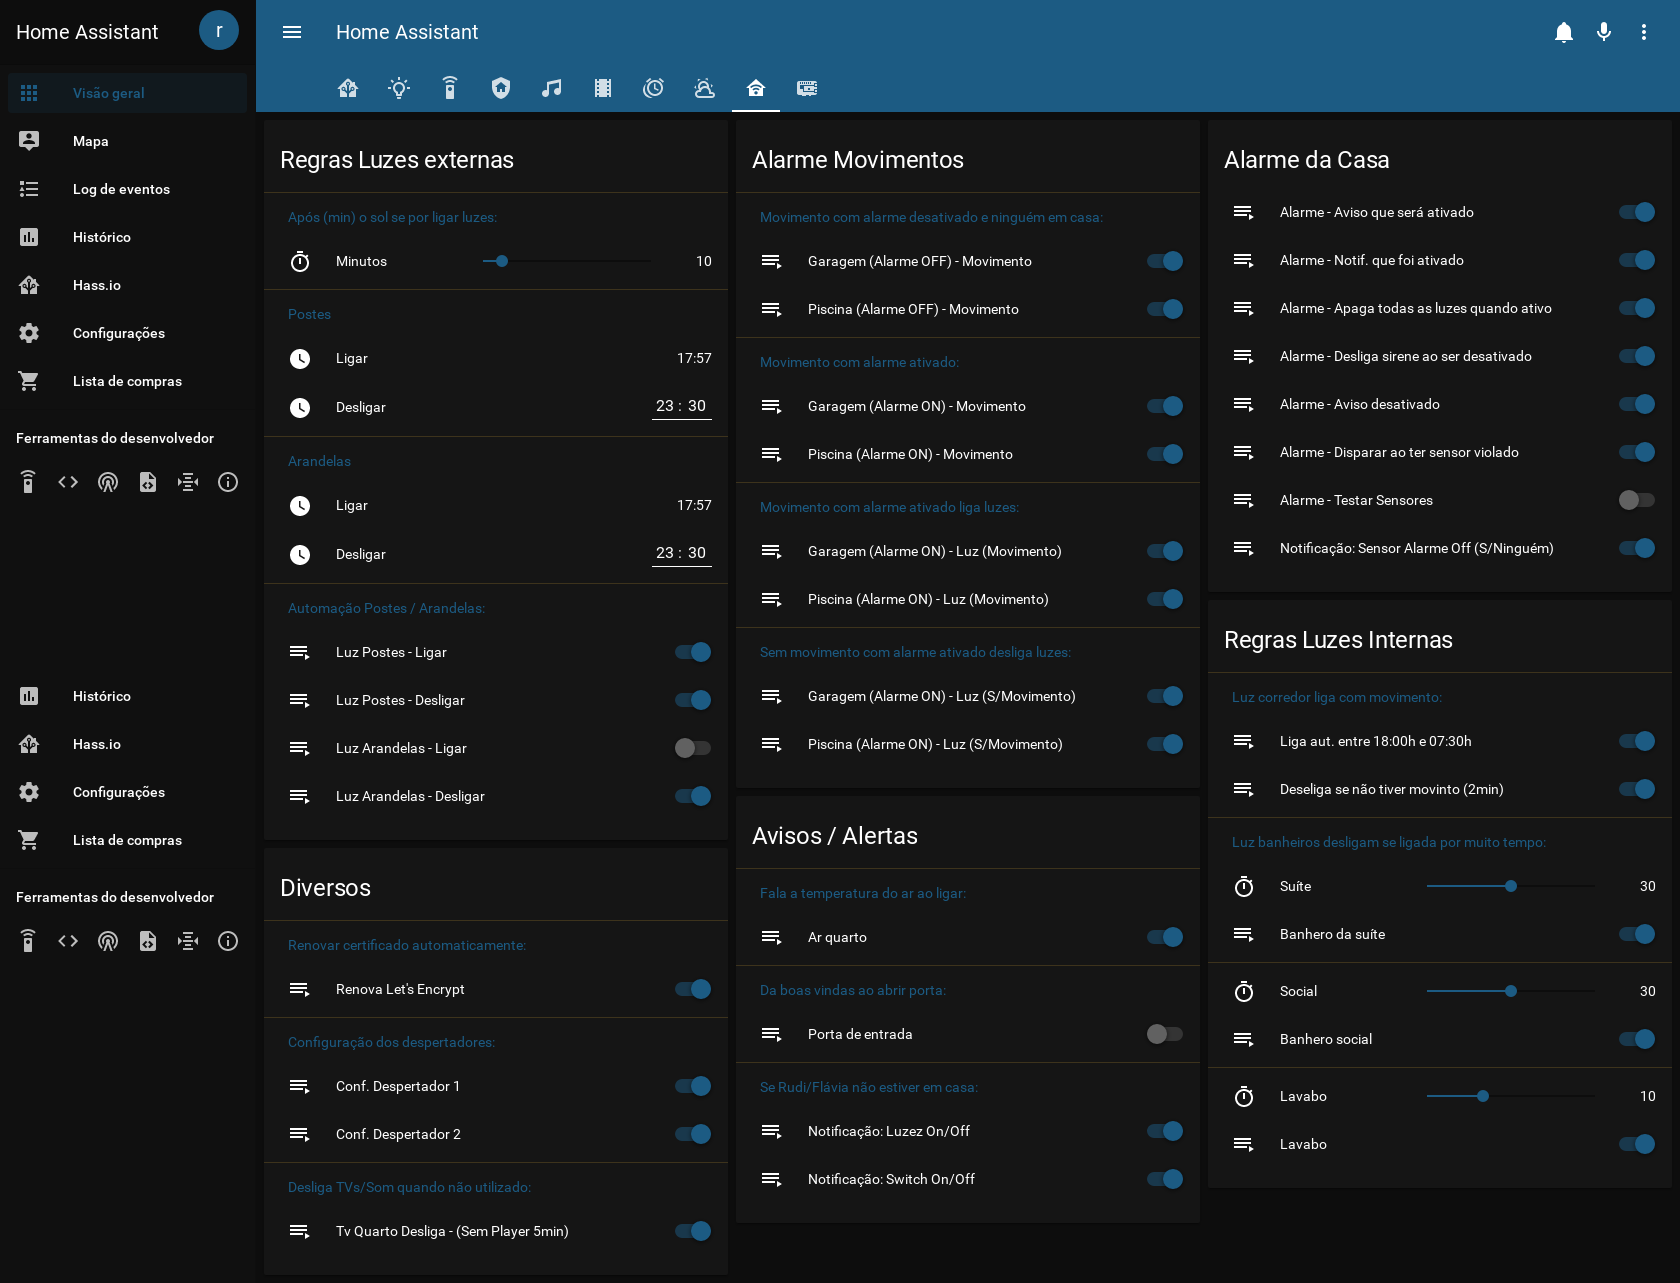 Home Assistant
r
Visão geral
Mapa
Log de eventos
Histórico
Hass.io
Configurações
Lista de compras
Ferramentas do desenvolvedor
Histórico
Hass.io
Configurações
Lista de compras
Ferramentas do desenvolvedor
Home Assistant
Regras Luzes externas
Após (min) o sol se por ligar luzes:
Minutos 10
Postes
Ligar 17:57
Desligar 23 : 30
Arandelas
Ligar 17:57
Desligar 23 : 30
Automação Postes / Arandelas:
Luz Postes - Ligar
Luz Postes - Desligar
Luz Arandelas - Ligar
Luz Arandelas - Desligar
Diversos
Renovar certificado automaticamente:
Renova Let's Encrypt
Configuração dos despertadores:
Conf. Despertador 1
Conf. Despertador 2
Desliga TVs/Som quando não utilizado:
Tv Quarto Desliga - (Sem Player 5min)
Alarme Movimentos
Movimento com alarme desativado e ninguém em casa:
Garagem (Alarme OFF) - Movimento
Piscina (Alarme OFF) - Movimento
Movimento com alarme ativado:
Garagem (Alarme ON) - Movimento
Piscina (Alarme ON) - Movimento
Movimento com alarme ativado liga luzes:
Garagem (Alarme ON) - Luz (Movimento)
Piscina (Alarme ON) - Luz (Movimento)
Sem movimento com alarme ativado desliga luzes:
Garagem (Alarme ON) - Luz (S/Movimento)
Piscina (Alarme ON) - Luz (S/Movimento)
Avisos / Alertas
Fala a temperatura do ar ao ligar:
Ar quarto
Da boas vindas ao abrir porta:
Porta de entrada
Se Rudi/Flávia não estiver em casa:
Notificação: Luzez On/Off
Notificação: Switch On/Off
Alarme da Casa
Alarme - Aviso que será ativado
Alarme - Notif. que foi ativado
Alarme - Apaga todas as luzes quando ativo
Alarme - Desliga sirene ao ser desativado
Alarme - Aviso desativado
Alarme - Disparar ao ter sensor violado
Alarme - Testar Sensores
Notificação: Sensor Alarme Off (S/Ninguém)
Regras Luzes Internas
Luz corredor liga com movimento:
Liga aut. entre 18:00h e 07:30h
Deseliga se não tiver movinto (2min)
Luz banheiros desligam se ligada por muito tempo:
Suíte 30
Banhero da suíte
Social 30
Banhero social
Lavabo 10
Lavabo